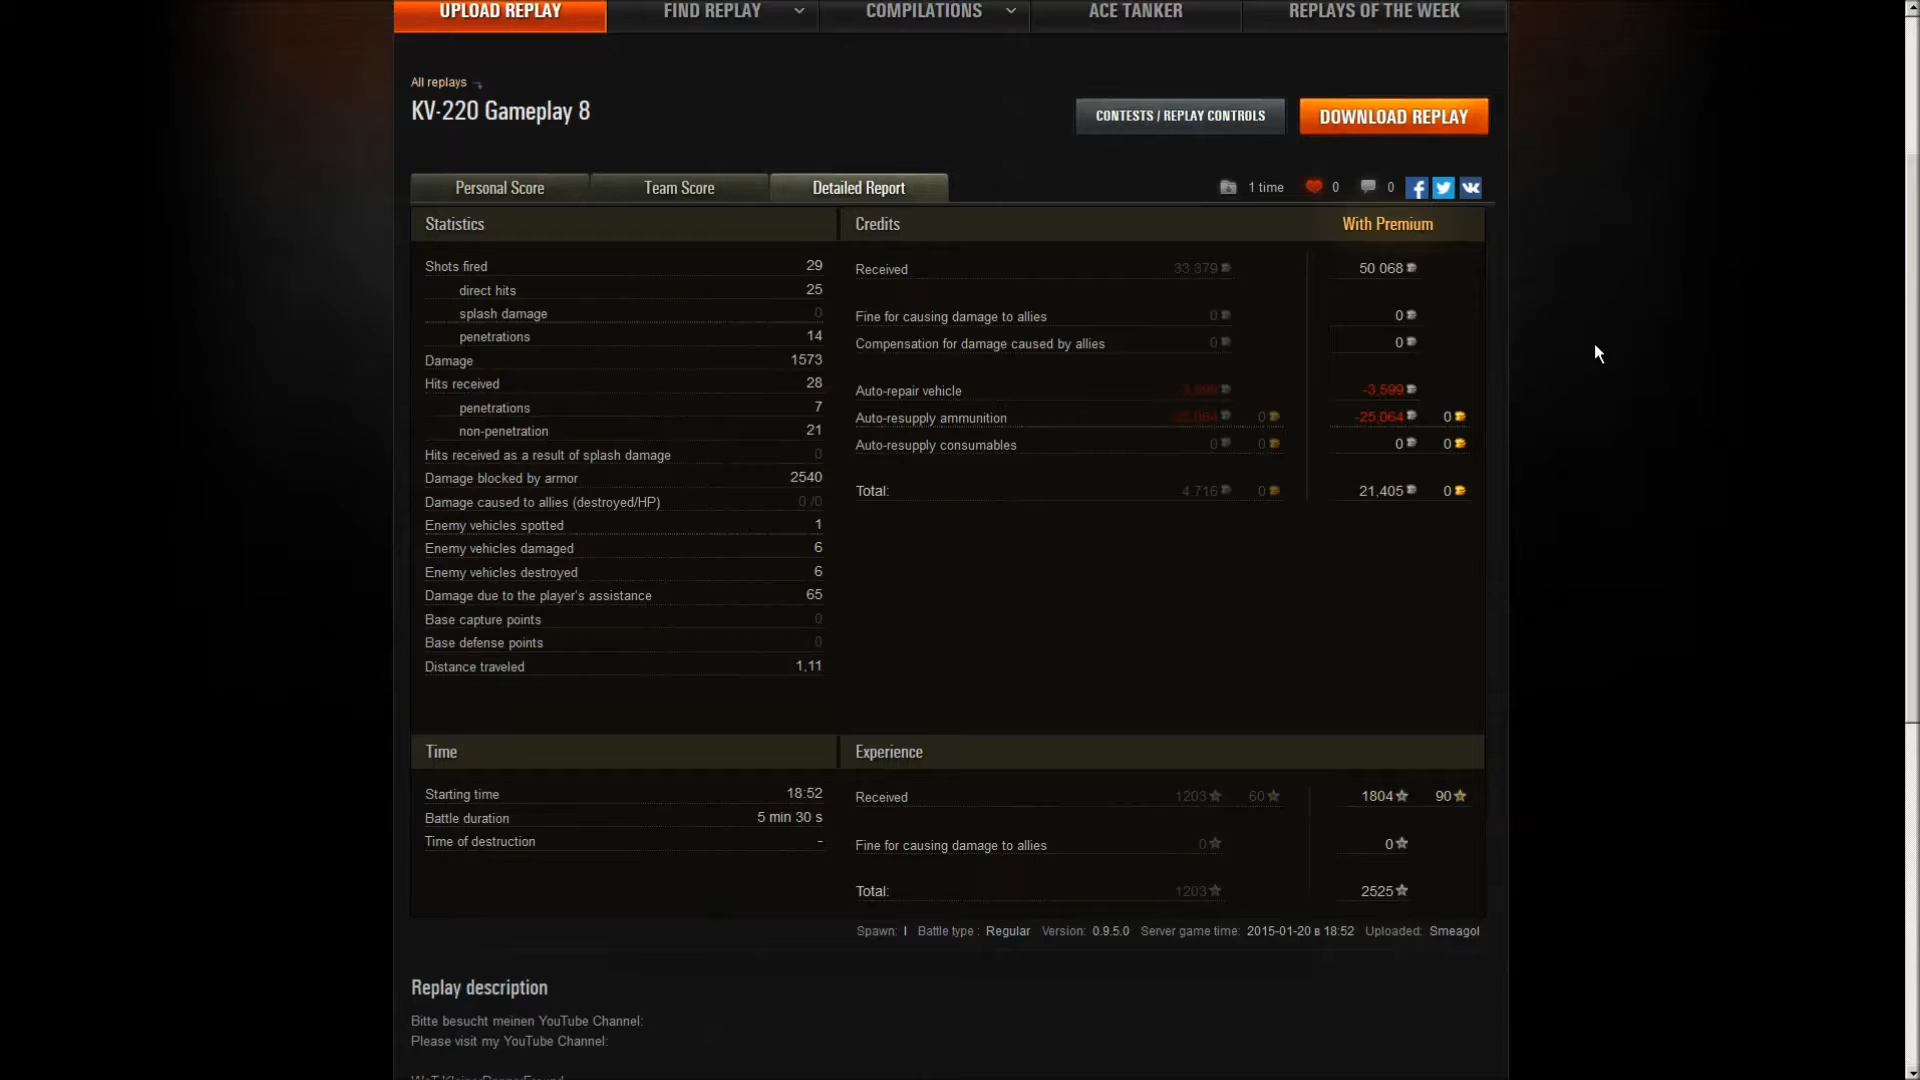 UPLOAD REPLAY FIND REPLAY COMPILATIONS ACE TANKER REPLAYS OF THE WEEK
All replays
KV-220 Gameplay 8
CONTESTS / REPLAY CONTROLS DOWNLOAD REPLAY
Personal Score Team Score Detailed Report 1 time 0 0
Statistics Credits With Premium
Shots fired 29
direct hits 25
splash damage 0
penetrations 14
Damage 1573
Hits received 28
penetrations 7
non-penetration 21
Hits received as a result of splash damage 0
Damage blocked by armor 2540
Damage caused to allies (destroyed/HP) 0 /0
Enemy vehicles spotted 1
Enemy vehicles damaged 6
Enemy vehicles destroyed 6
Damage due to the player's assistance 65
Base capture points 0
Base defense points 0
Distance traveled 1,11
Received 33 379 50 068
Fine for causing damage to allies 0 0
Compensation for damage caused by allies 0 0
Auto-repair vehicle -3,599 -3,599
Auto-resupply ammunition -25,064 0 -25,064 0
Auto-resupply consumables 0 0 0 0
Total: 4 716 0 21,405 0
Time Experience
Starting time 18:52
Battle duration 5 min 30 s
Time of destruction -
Received 1203 60 1804 90
Fine for causing damage to allies 0 0
Total: 1203 2525
Spawn: I Battle type : Regular Version: 0.9.5.0 Server game time: 2015-01-20 в 18:52 Uploaded: Smeagol
Replay description
Bitte besucht meinen YouTube Channel:
Please visit my YouTube Channel: